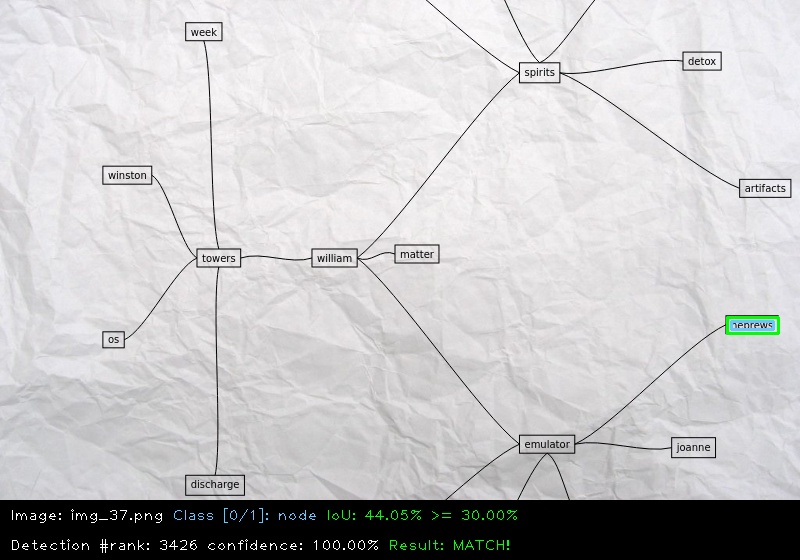 week
spirits
detox
winston
artifacts
towers
william
matter
os
emulator
joanne
discharge
Image: img_37.png Class [0/1]: node IoU: 44.05% >= 30.00%
Detection #rank: 3426 confidence: 100.00% Result: MATCH!